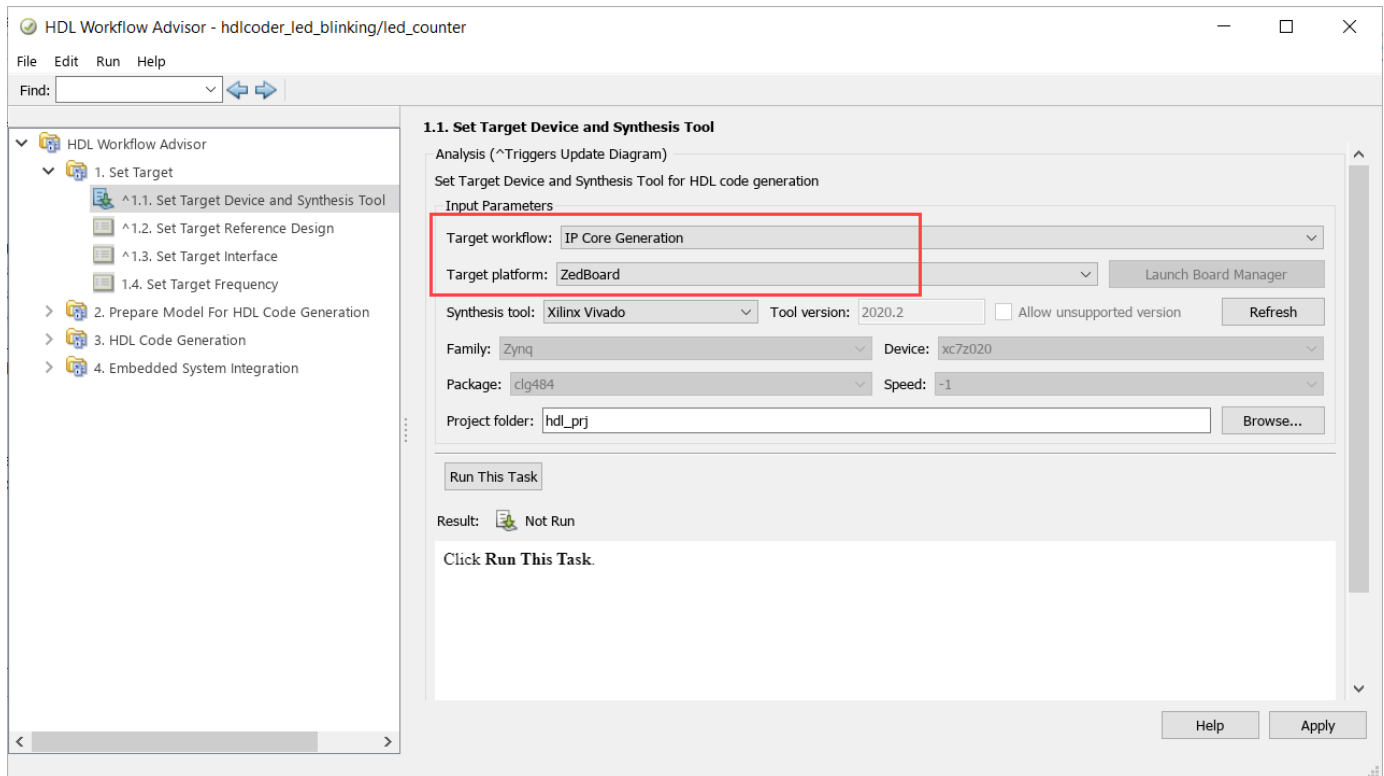 HDL Workflow Advisor - hdlcoder_led_blinking/led_counter
File Edit Run Help
Find:
HDL Workflow Advisor
1. Set Target
^1.1. Set Target Device and Synthesis Tool
^1.2. Set Target Reference Design
^1.3. Set Target Interface
1.4. Set Target Frequency
2. Prepare Model For HDL Code Generation
3. HDL Code Generation
4. Embedded System Integration
1.1. Set Target Device and Synthesis Tool
Analysis (^Triggers Update Diagram)
Set Target Device and Synthesis Tool for HDL code generation
Input Parameters
Target workflow: IP Core Generation
Target platform: ZedBoard Launch Board Manager
Synthesis tool: Xilinx Vivado Tool version: 2020.2 Allow unsupported version Refresh
Family: Zynq Device: xc7z020
Package: clg484 Speed: -1
Project folder: hdl_prj Browse...
Run This Task
Result: Not Run
Click Run This Task.
Help Apply